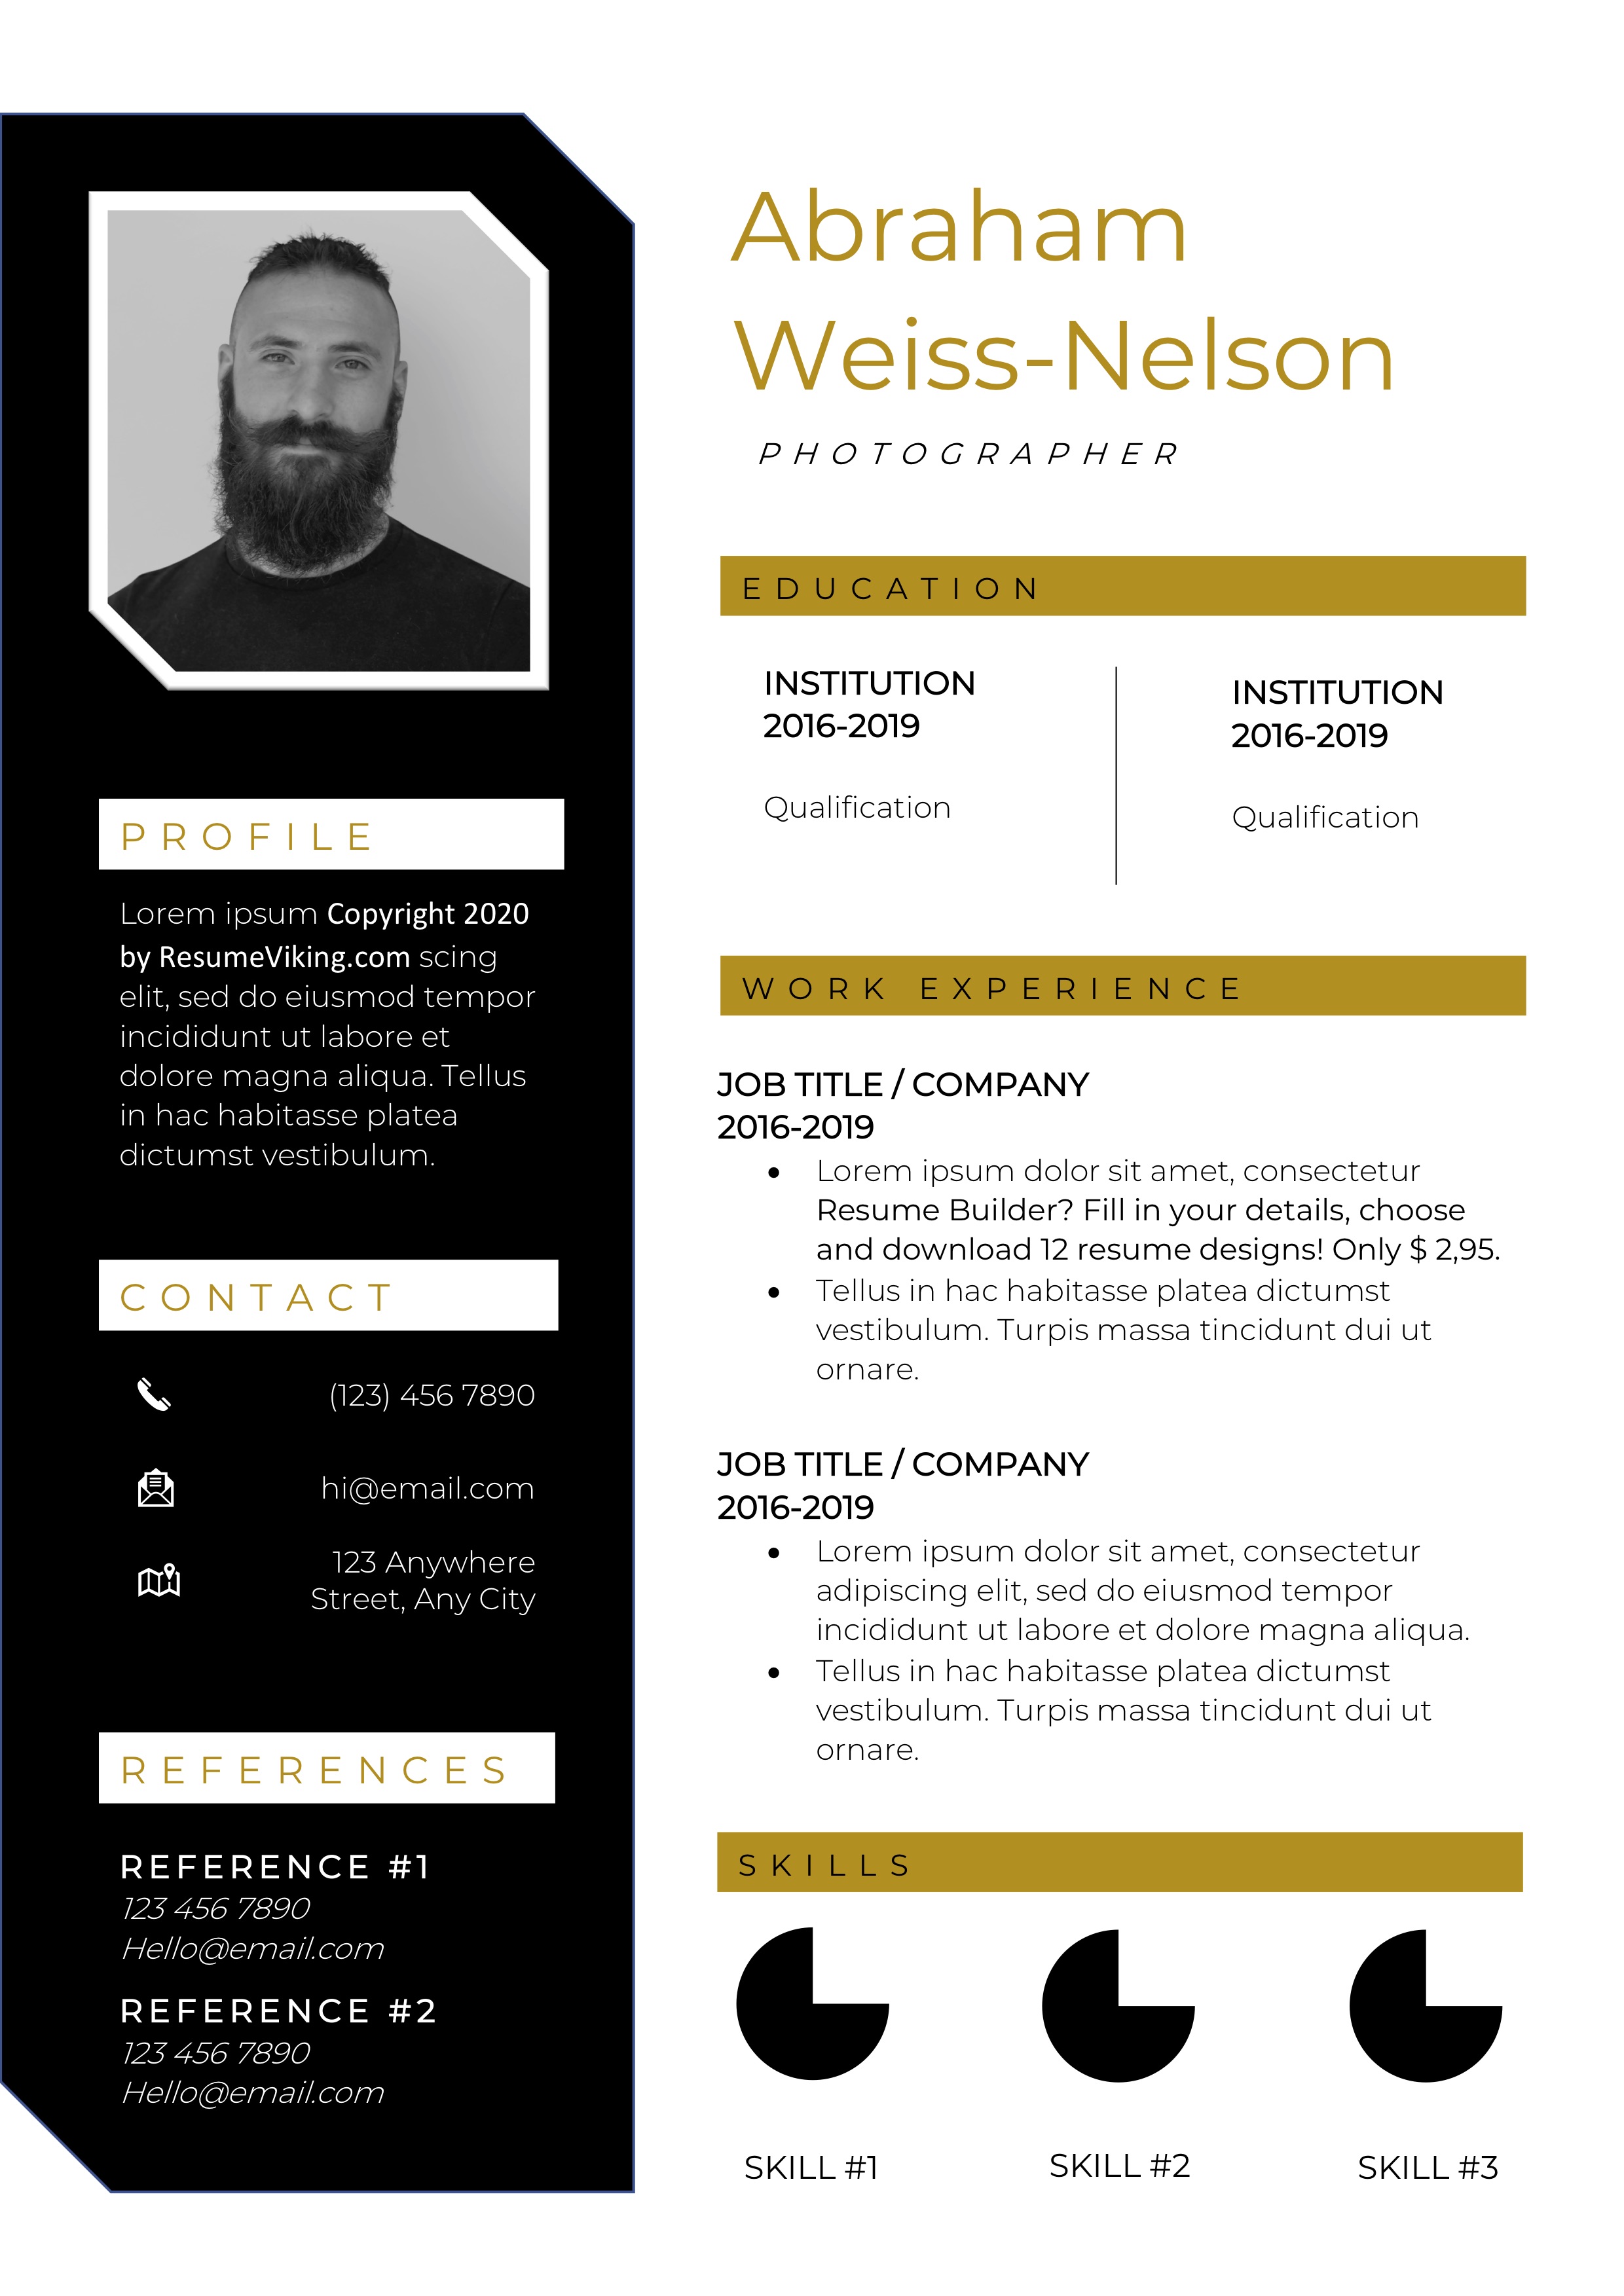 Abraham
Weiss-Nelson
PHOTOGRAPHER
PROFILE
Lorem ipsum Copyright 2020
by ResumeViking.com scing
elit, sed do eiusmod tempor
incididunt ut labore et
dolore magna aliqua. Tellus
in hac habitasse platea
dictumst vestibulum.
CONTACT
(123) 456 7890
hi@email.com
123 Anywhere
Street, Any City
REFERENCES
REFERENCE #1
123 456 7890
Hello@email.com
REFERENCE #2
123 456 7890
Hello@email.com
EDUCATION
INSTITUTION
2016-2019
Qualification
INSTITUTION
2016-2019
Qualification
WORK EXPERIENCE
JOB TITLE / COMPANY
2016-2019
• Lorem ipsum dolor sit amet, consectetur
Resume Builder? Fill in your details, choose
and download 12 resume designs! Only $ 2,95.
• Tellus in hac habitasse platea dictumst
vestibulum. Turpis massa tincidunt dui ut
ornare.
JOB TITLE / COMPANY
2016-2019
• Lorem ipsum dolor sit amet, consectetur
adipiscing elit, sed do eiusmod tempor
incididunt ut labore et dolore magna aliqua.
• Tellus in hac habitasse platea dictumst
vestibulum. Turpis massa tincidunt dui ut
ornare.
SKILLS
SKILL #1
SKILL #2
SKILL #3